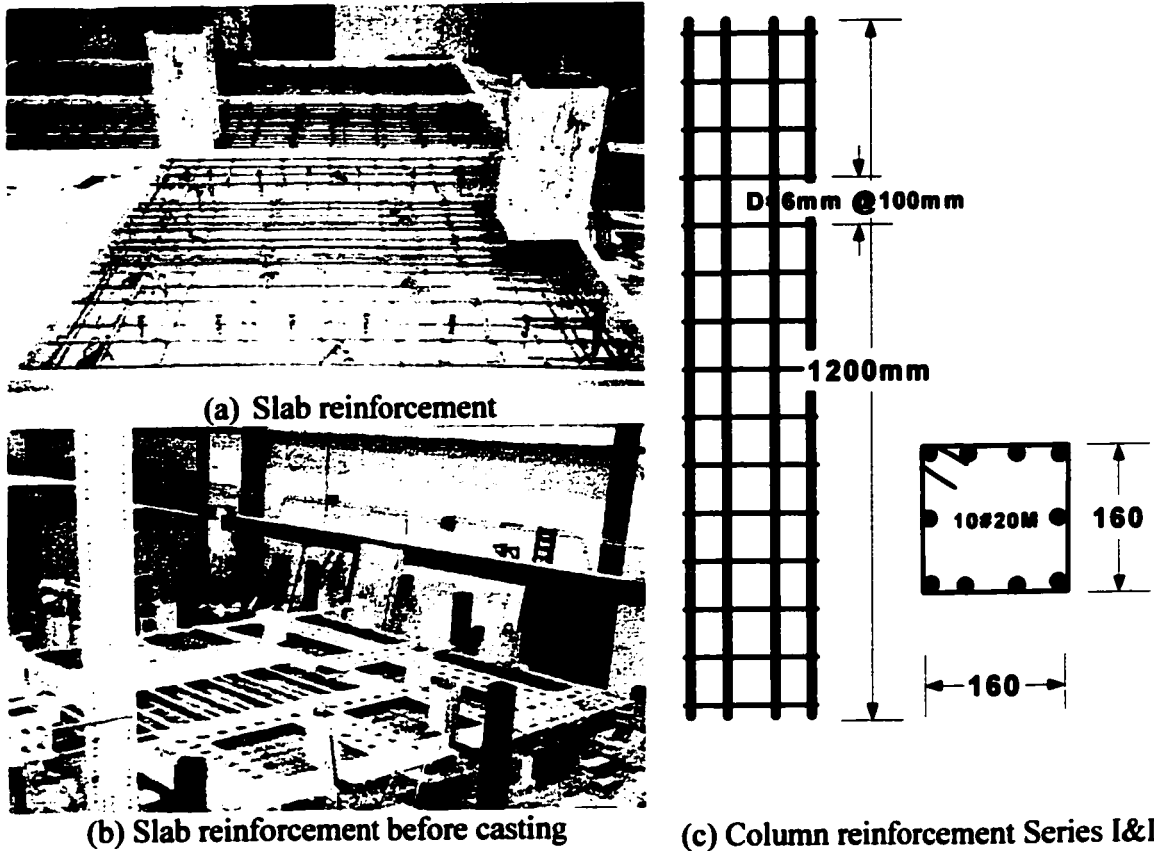 (a) Slab reinforcement
(b) Slab reinforcement before casting
D=6mm @100mm
1200mm
10#20M
160
160
(c) Column reinforcement Series I&I